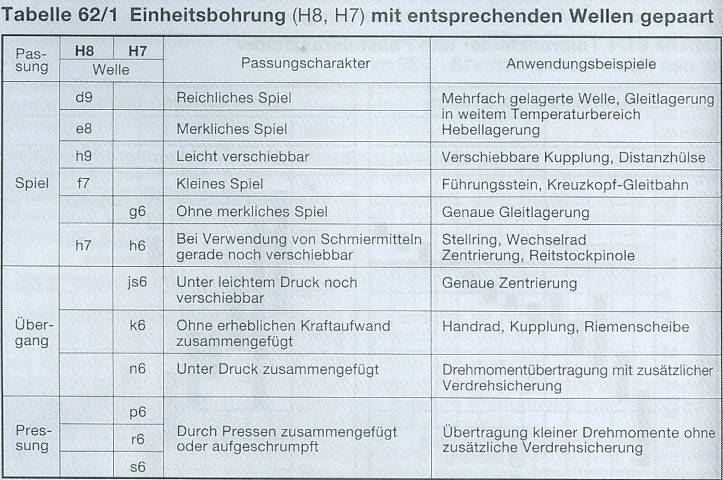 Tabelle 62/1 Einheitsbohrung (H8, H7) mit entsprechenden Wellen gepaart
Pas-
sung
H8 H7
Welle
Passungscharakter
Anwendungsbeispiele
Spiel
d9 Reichliches Spiel
e8 Merkliches Spiel
Mehrfach gelagerte Welle, Gleitlagerung
in weitem Temperaturbereich
Hebellagerung
h9 Leicht verschiebbar Verschiebbare Kupplung, Distanzhülse
f7 Kleines Spiel Führungsstein, Kreuzkopf-Gleitbahn
g6 Ohne merkliches Spiel Genaue Gleitlagerung
h7 h6
Bei Verwendung von Schmiermitteln
gerade noch verschiebbar
Stellring, Wechselrad
Zentrierung, Reitstockpinole
Über-
gang
js6
Unter leichtem Druck noch
verschiebbar
Genaue Zentrierung
k6
Ohne erheblichen Kraftaufwand
zusammengefügt
Handrad, Kupplung, Riemenscheibe
n6 Unter Druck zusammengefügt
Drehmomentübertragung mit zusätzlicher
Verdrehsicherung
Pres-
sung
p6
r6
s6
Durch Pressen zusammengefügt
oder aufgeschrumpft
Übertragung kleiner Drehmomente ohne
zusätzliche Verdrehsicherung